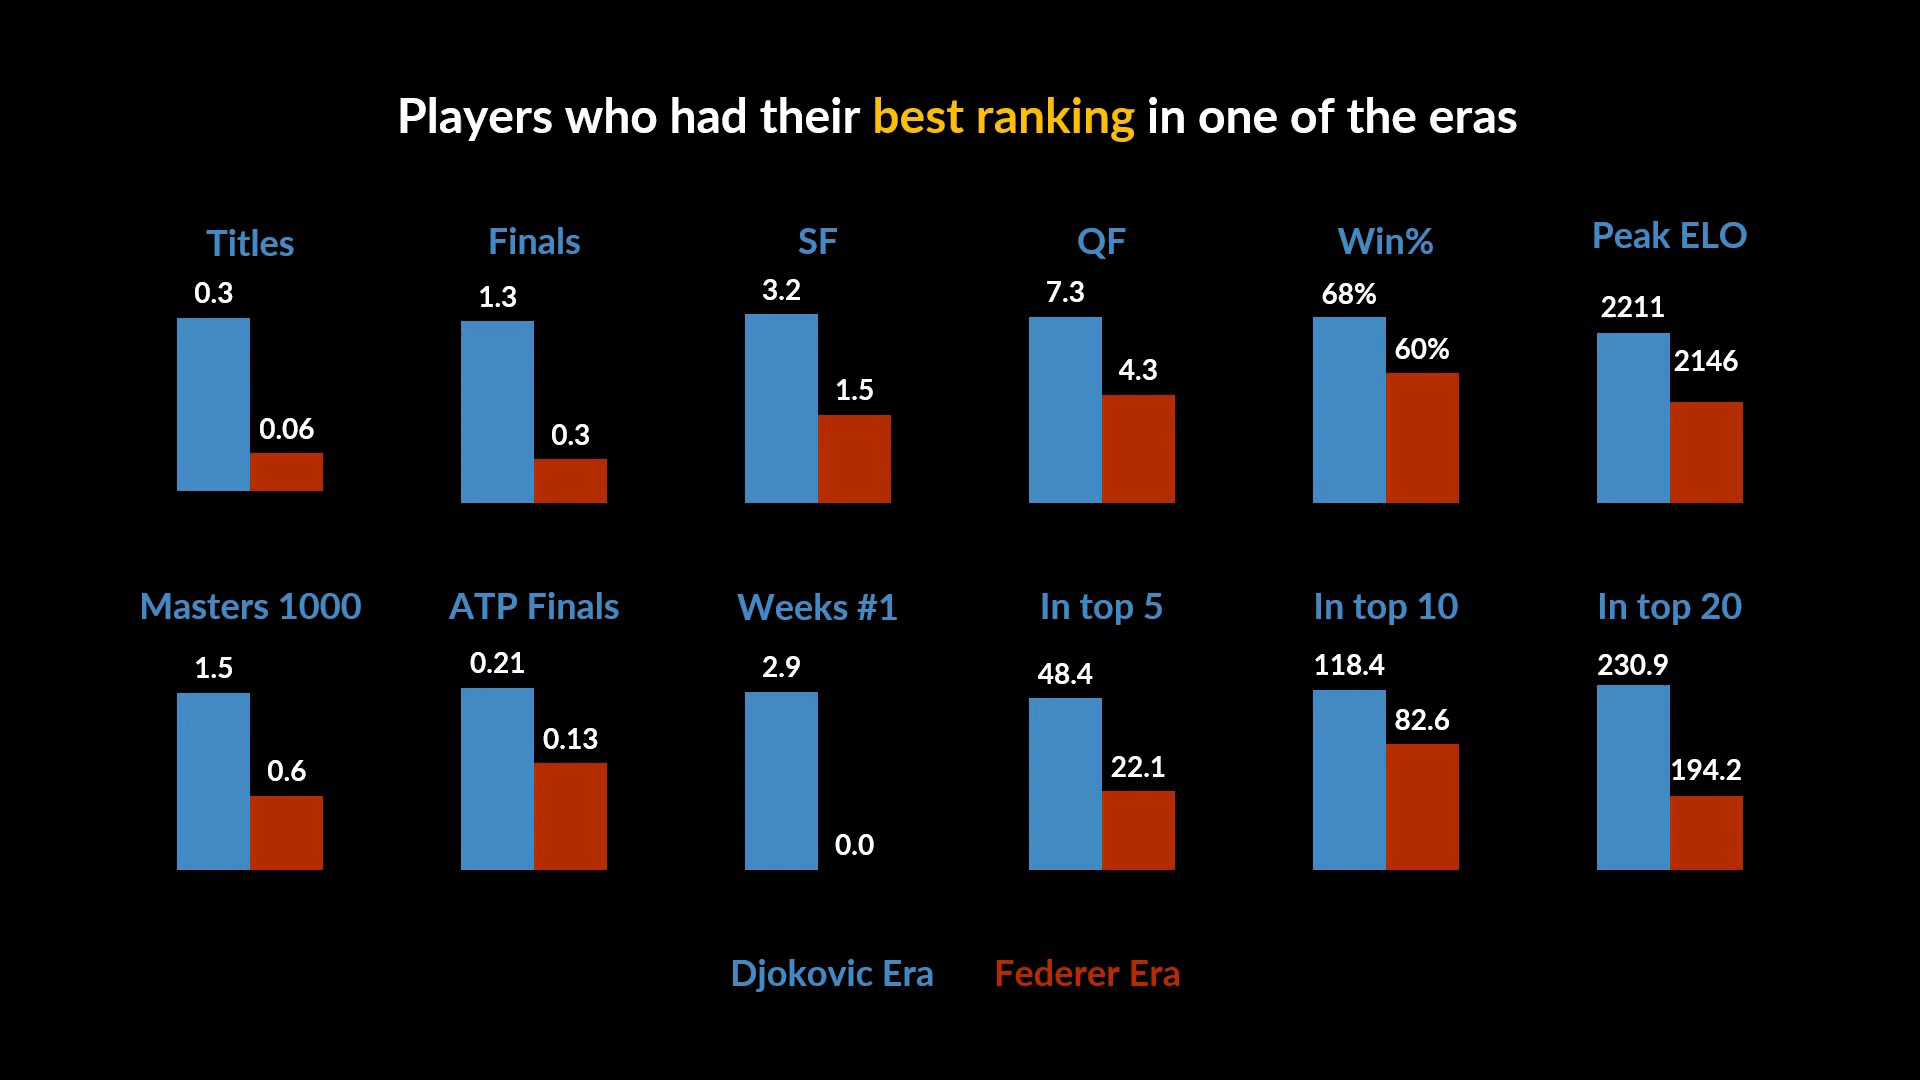 Players who had their best ranking in one of the eras
Titles
0.3
0.06
Finals
1.3
0.3
SF
3.2
1.5
QF
7.3
4.3
Win%
68%
60%
Peak ELO
2211
2146
Masters 1000
1.5
0.6
ATP Finals
0.21
0.13
Weeks #1
2.9
0.0
In top 5
48.4
22.1
In top 10
118.4
82.6
In top 20
230.9
194.2
Djokovic Era
Federer Era